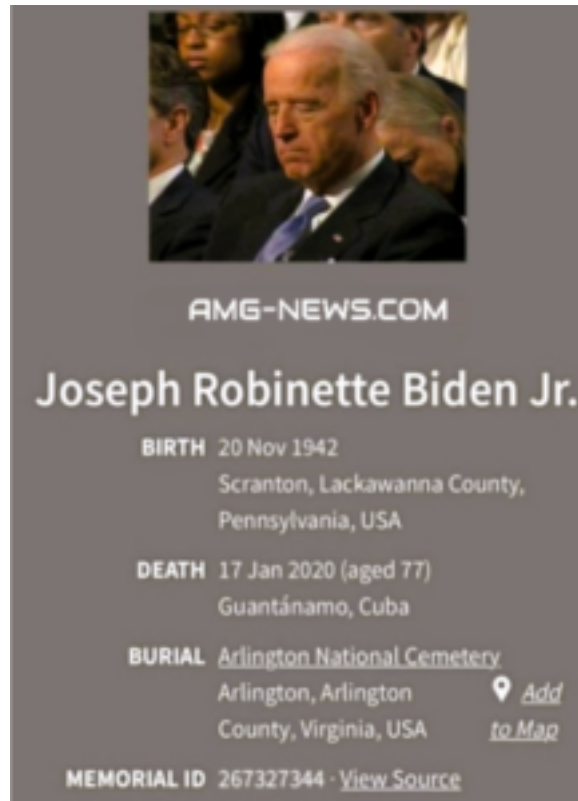 AMG-NEWS.COM
Joseph Robinette Biden Jr.
BIRTH 20 Nov 1942
Scranton, Lackawanna County,
Pennsylvania, USA
DEATH 17 Jan 2020 (aged 77)
Guantánamo, Cuba
BURIAL Arlington National Cemetery
Arlington, Arlington
County, Virginia, USA
Add
to Map
MEMORIAL ID 267327344 · View Source